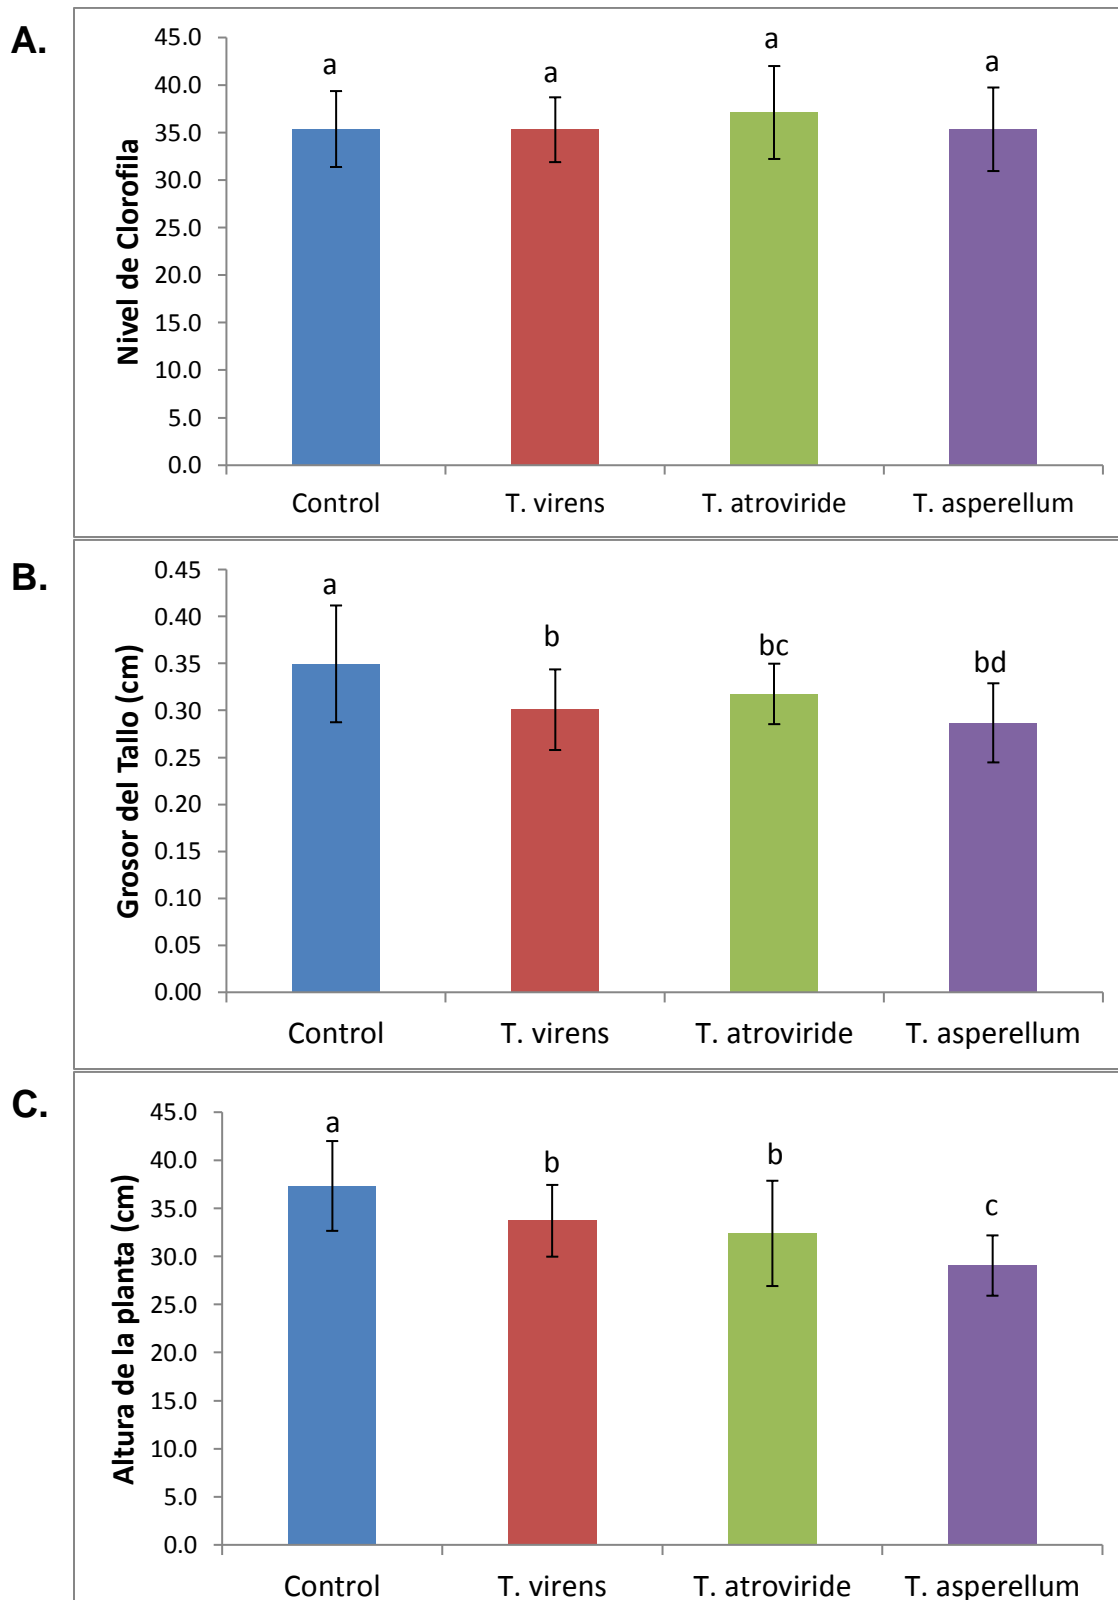 A.
Nivel de Clorofila
45.0
40.0
35.0
30.0
25.0
20.0
15.0
10.0
5.0
0.0
a
a
a
a
Control
T. virens
T. atroviride
T. asperellum
B.
Grosor del Tallo (cm)
0.45
0.40
0.35
0.30
0.25
0.20
0.15
0.10
0.05
0.00
a
b
bc
bd
Control
T. virens
T. atroviride
T. asperellum
C.
Altura de la planta (cm)
45.0
40.0
35.0
30.0
25.0
20.0
15.0
10.0
5.0
0.0
a
b
b
c
Control
T. virens
T. atroviride
T. asperellum